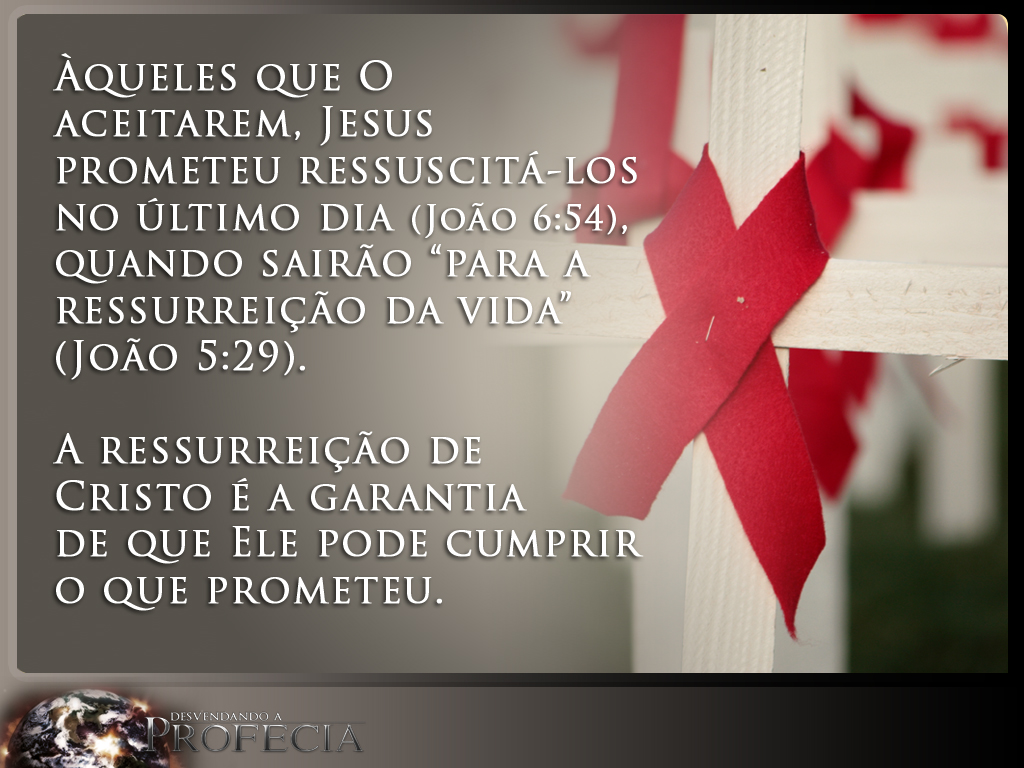 Àqueles que O
aceitarem, Jesus
prometeu ressuscitá-los
no último dia (João 6:54),
quando sairão “para a
ressurreição da vida”
(João 5:29).
A ressurreição de
Cristo é a garantia
de que Ele pode cumprir
o que prometeu.
DESVENDANDO A
PROFECIA